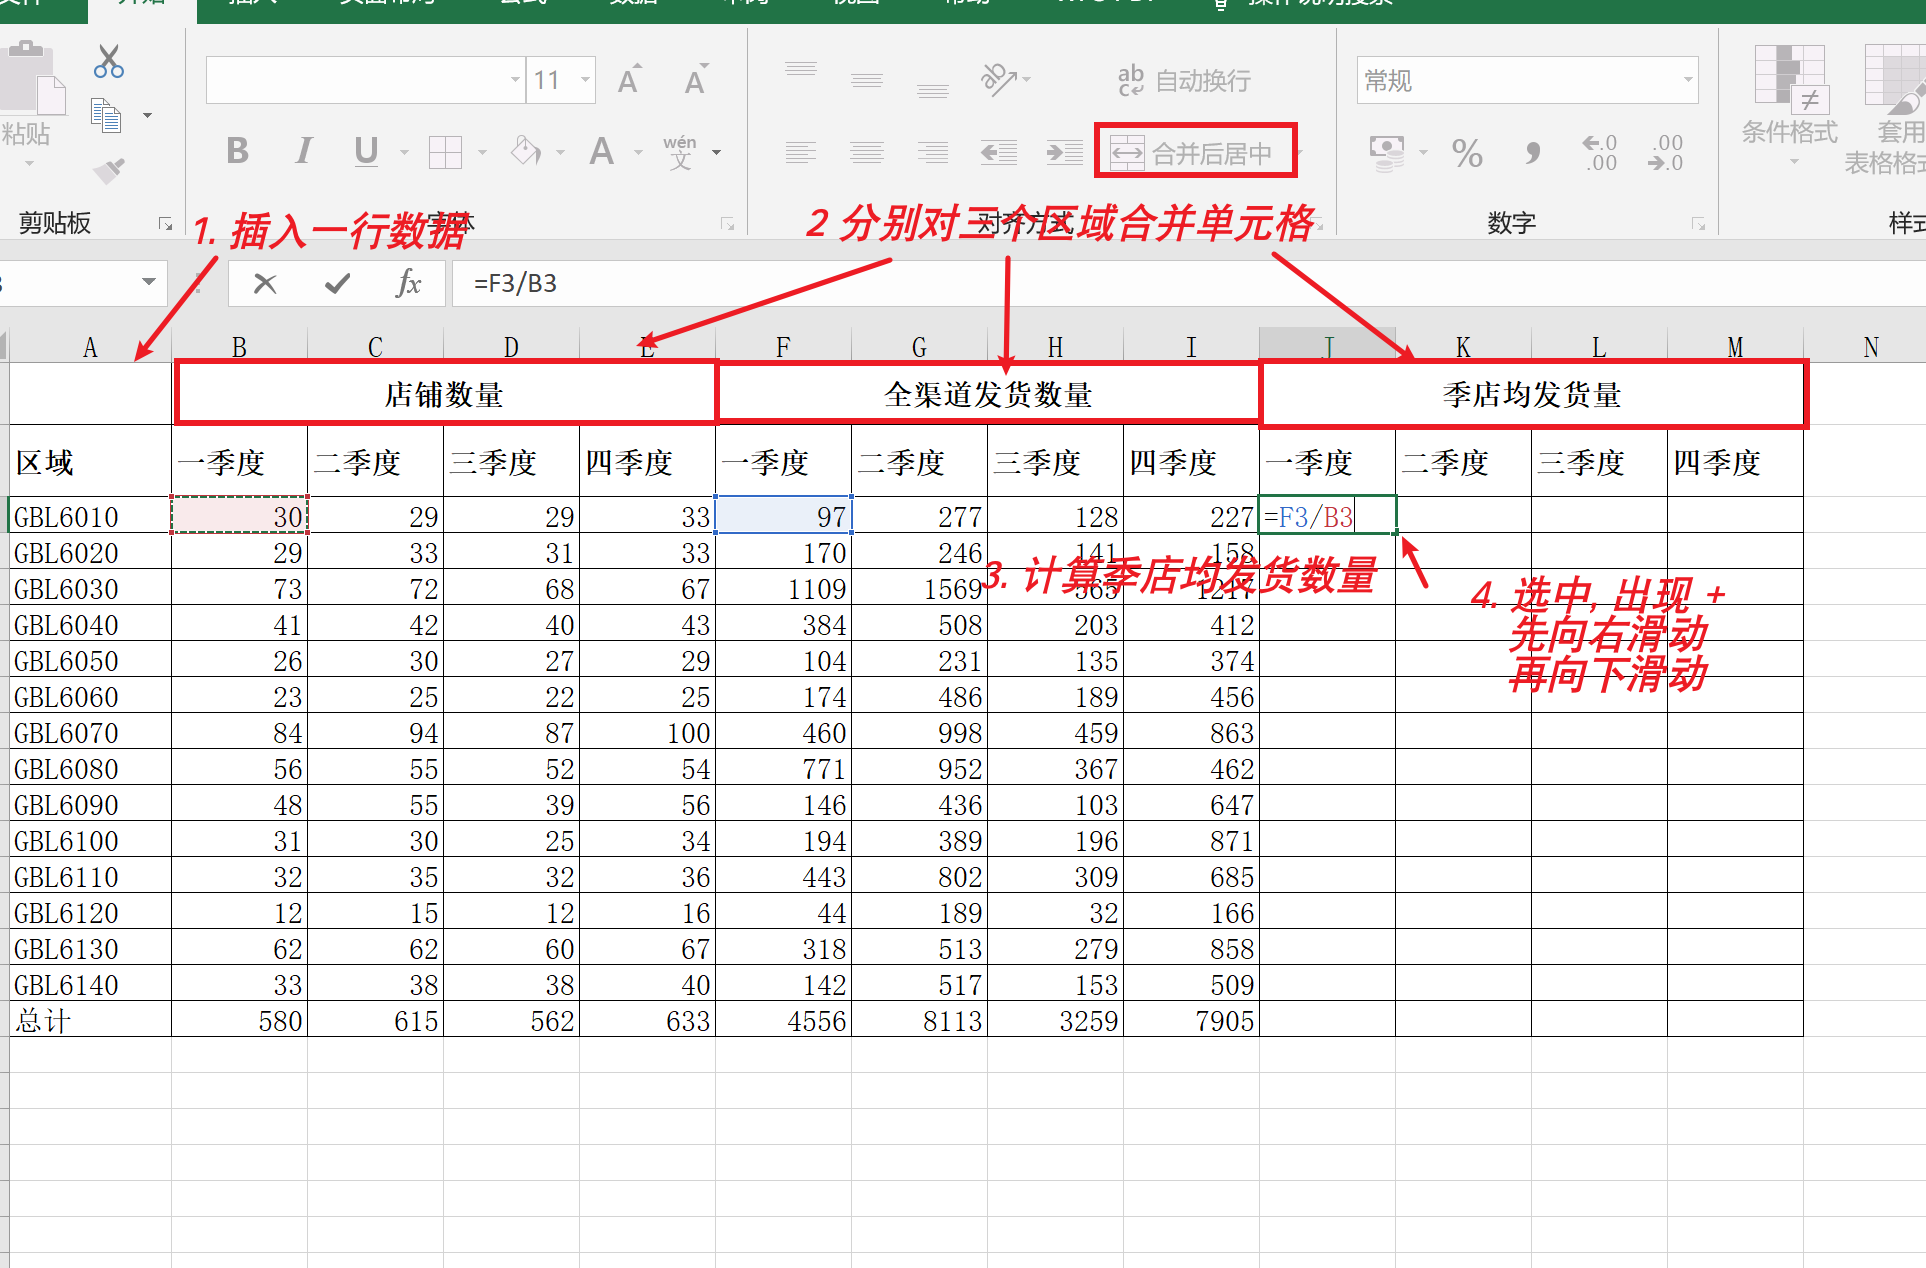 11
A
A
ab
自动换行
常规
粘贴
B
I
U
A
wén
文
合并后居中
%
.0
.00
.00
.0
条件格式
套用
表格格式
剪贴板
字体
对齐方式
数字
样式
1. 插入一行数据
2 分别对三个区域合并单元格
fx
=F3/B3
A B C D E F G H I J K L M N
店铺数量 全渠道发货数量 季店均发货量
区域 一季度 二季度 三季度 四季度 一季度 二季度 三季度 四季度 一季度 二季度 三季度 四季度
GBL6010 30 29 29 33 97 277 128 227 =F3/B3
GBL6020 29 33 31 33 170 246 141 158
3. 计算季店均发货数量
GBL6030 73 72 68 67 1109 1569 565 1217
4. 选中, 出现 +
先向右滑动
再向下滑动
GBL6040 41 42 40 43 384 508 203 412
GBL6050 26 30 27 29 104 231 135 374
GBL6060 23 25 22 25 174 486 189 456
GBL6070 84 94 87 100 460 998 459 863
GBL6080 56 55 52 54 771 952 367 462
GBL6090 48 55 39 56 146 436 103 647
GBL6100 31 30 25 34 194 389 196 871
GBL6110 32 35 32 36 443 802 309 685
GBL6120 12 15 12 16 44 189 32 166
GBL6130 62 62 60 67 318 513 279 858
GBL6140 33 38 38 40 142 517 153 509
总计 580 615 562 633 4556 8113 3259 7905